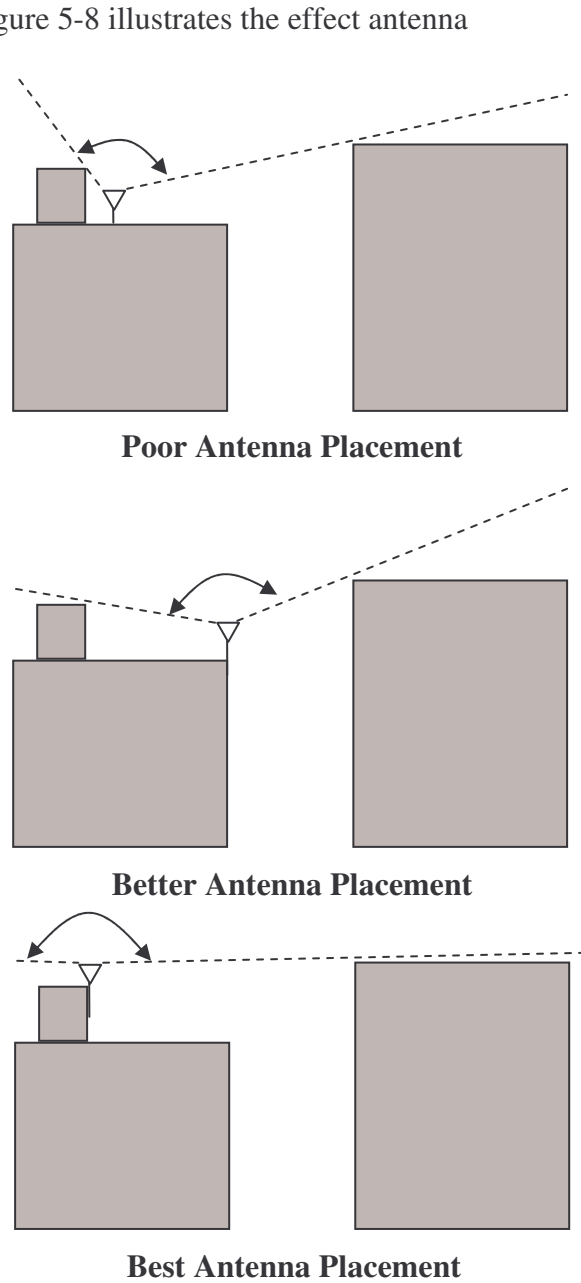 gure 5-8 illustrates the effect antenna
Poor Antenna Placement
Better Antenna Placement
Best Antenna Placement